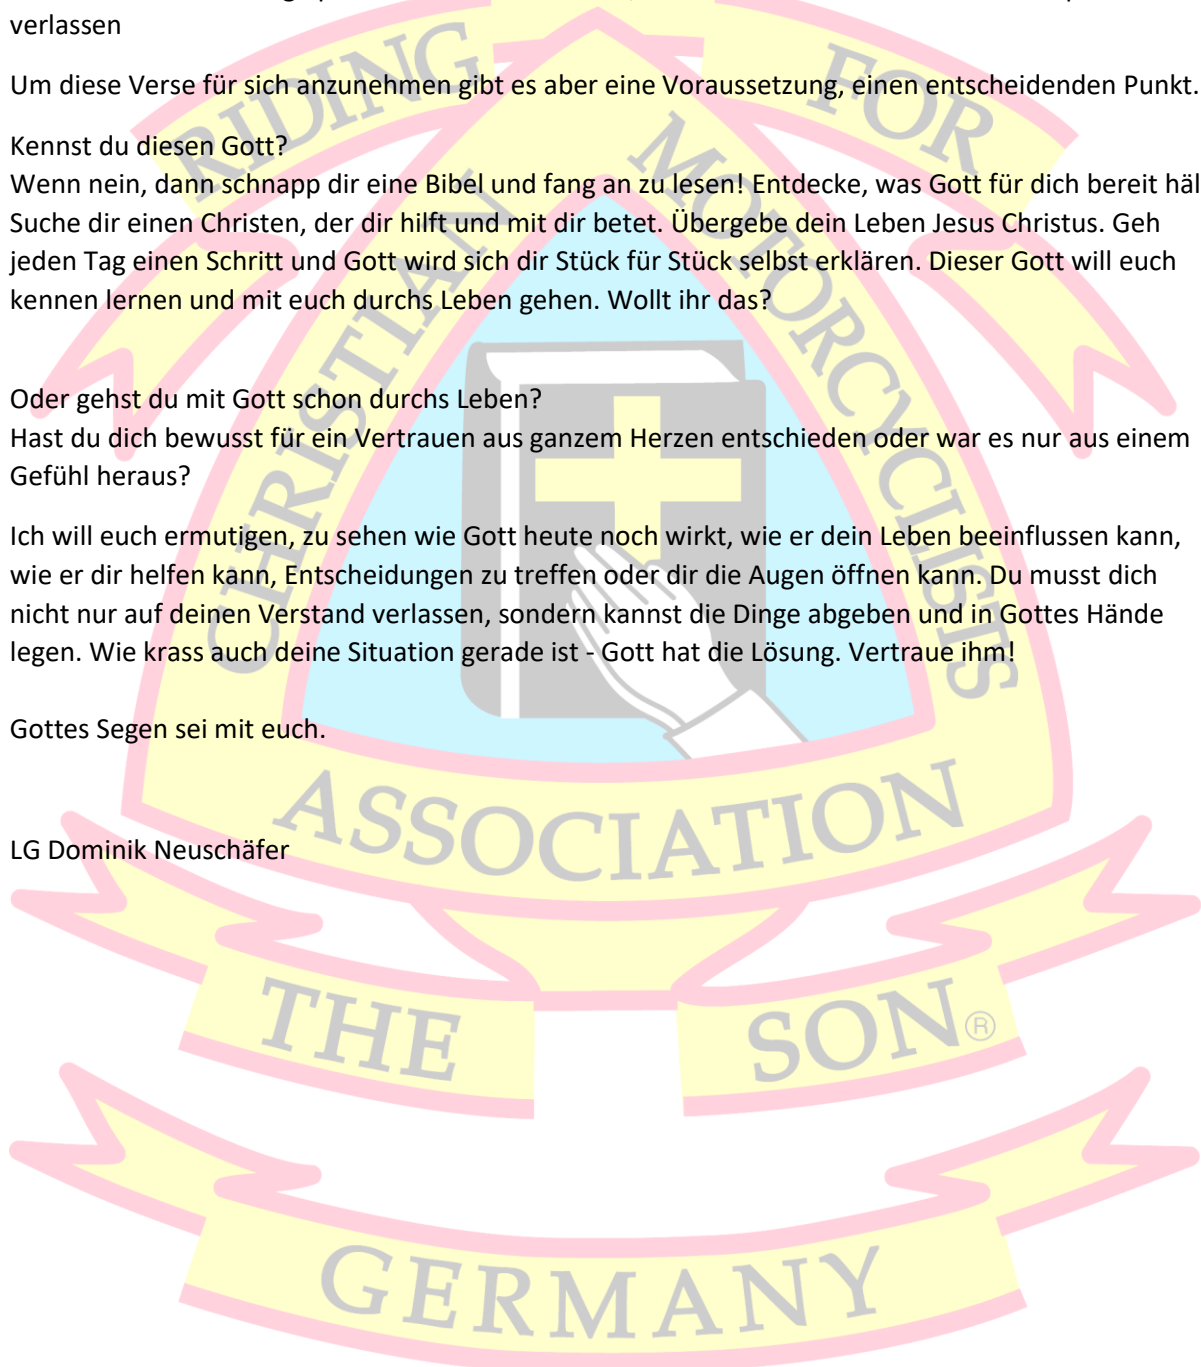 verlassen
Um diese Verse für sich anzunehmen gibt es aber eine Voraussetzung, einen entscheidenden Punkt.
Kennst du diesen Gott?
Wenn nein, dann schnapp dir eine Bibel und fang an zu lesen! Entdecke, was Gott für dich bereit häl
Suche dir einen Christen, der dir hilft und mit dir betet. Übergebe dein Leben Jesus Christus. Geh
jeden Tag einen Schritt und Gott wird sich dir Stück für Stück selbst erklären. Dieser Gott will euch
kennen lernen und mit euch durchs Leben gehen. Wollt ihr das?
Oder gehst du mit Gott schon durchs Leben?
Hast du dich bewusst für ein Vertrauen aus ganzem Herzen entschieden oder war es nur aus einem
Gefühl heraus?
Ich will euch ermutigen, zu sehen wie Gott heute noch wirkt, wie er dein Leben beeinflussen kann,
wie er dir helfen kann, Entscheidungen zu treffen oder dir die Augen öffnen kann. Du musst dich
nicht nur auf deinen Verstand verlassen, sondern kannst die Dinge abgeben und in Gottes Hände
legen. Wie krass auch deine Situation gerade ist - Gott hat die Lösung. Vertraue ihm!
Gottes Segen sei mit euch.
LG Dominik Neuschäfer
RIDING FOR
CHRISTIAN MOTORCYCLISTS
ASSOCIATION
THE SON®
GERMANY